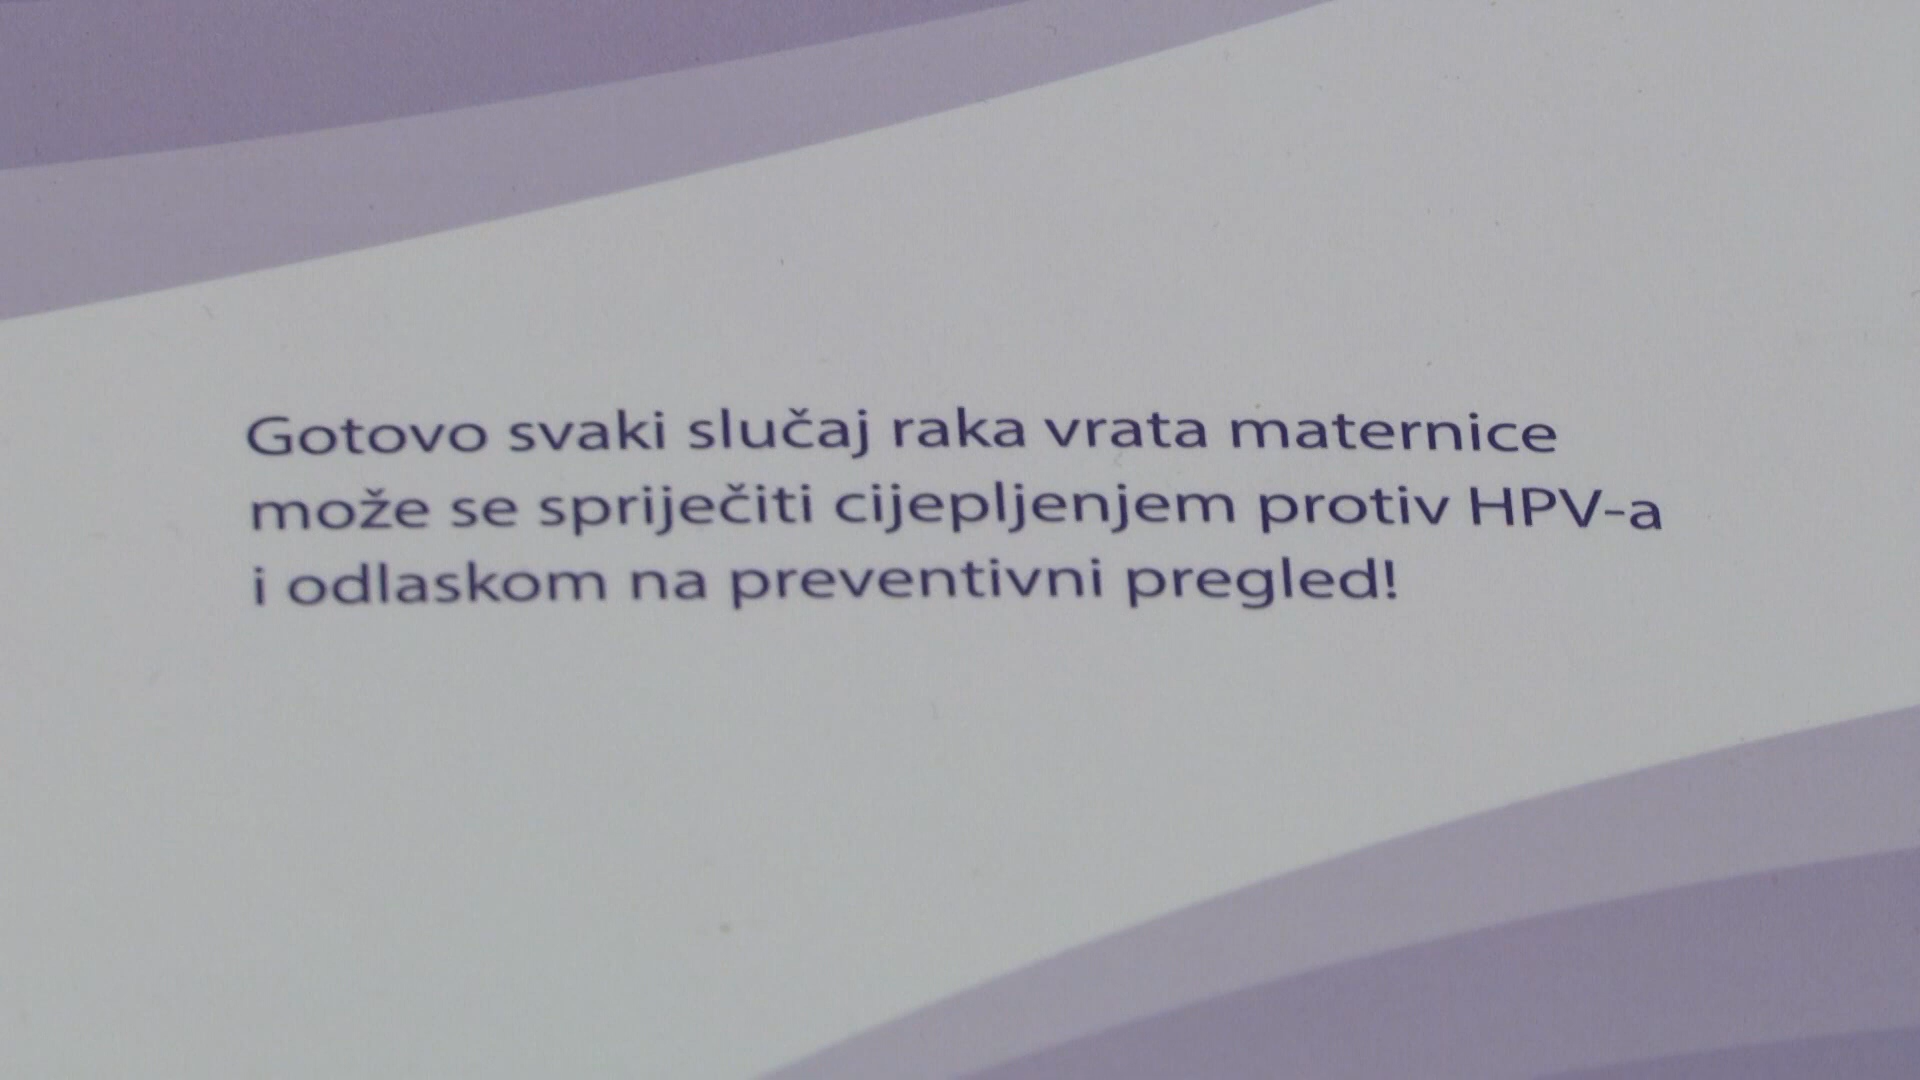 Gotovo svaki slučaj raka vrata maternice
može se spriječiti cijepljenjem protiv HPV-a
i odlaskom na preventivni pregled!